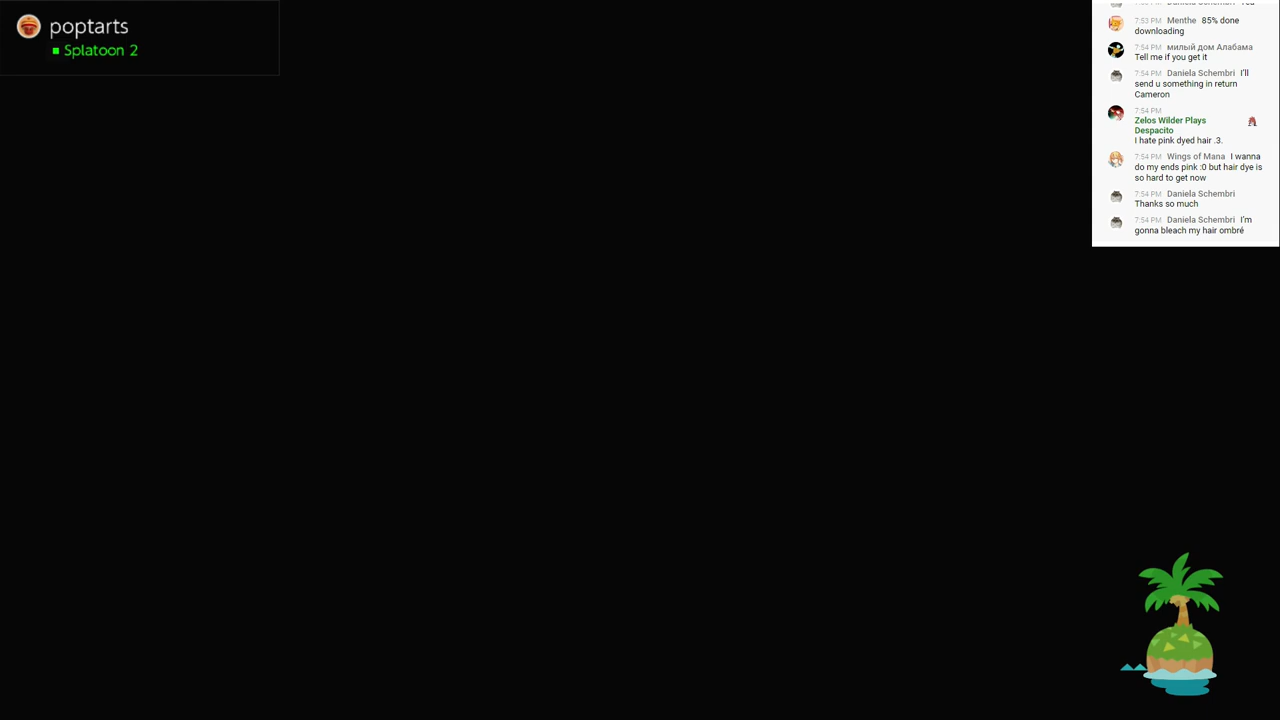 poptarts
Splatoon 2
7:53 PM Menthe 85% done
downloading
7:54 PM милый дом Алабама
Tell me if you get it
7:54 PM Daniela Schembri I'll
send u something in return
Cameron
7:54 PM
Zelos Wilder Plays
Despacito
I hate pink dyed hair .3.
7:54 PM Wings of Mana I wanna
do my ends pink :0 but hair dye is
so hard to get now
7:54 PM Daniela Schembri
Thanks so much
7:54 PM Daniela Schembri I'm
gonna bleach my hair ombré